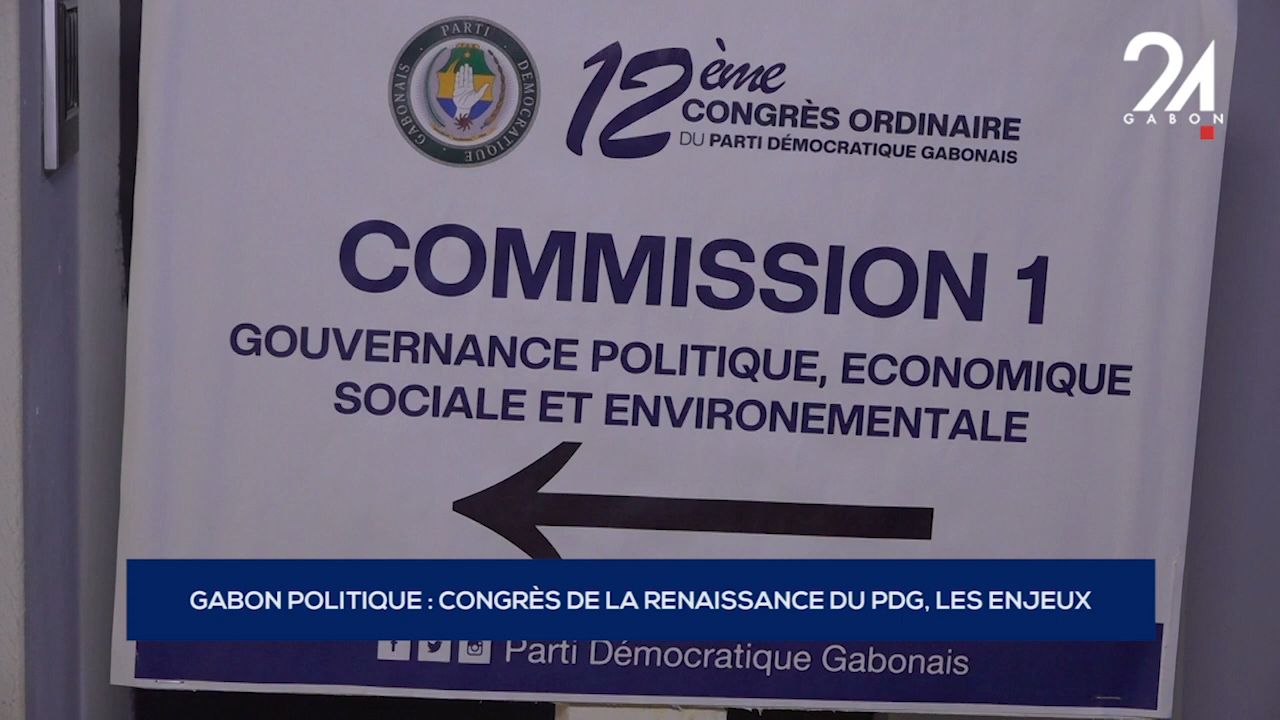 PARTI DEMOCRATIQUE GABONAIS
12ème
CONGRÈS ORDINAIRE
DU PARTI DÉMOCRATIQUE GABONAIS
24
GABON
COMMISSION 1
GOUVERNANCE POLITIQUE, ECONOMIQUE
SOCIALE ET ENVIRONEMENTALE
GABON POLITIQUE : CONGRÈS DE LA RENAISSANCE DU PDG, LES ENJEUX
Parti Démocratique Gabonais